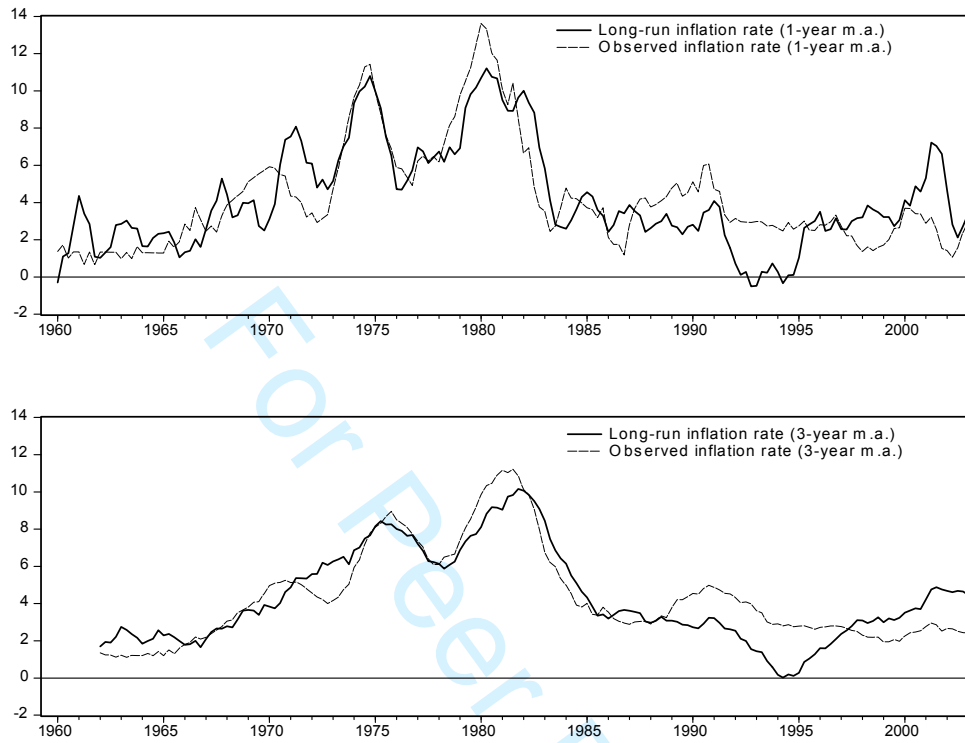 14
12
10
8
6
4
2
0
-2
Long-run inflation rate (1-year m.a.)
Observed inflation rate (1-year m.a.)
1960 1965 1970 1975 1980 1985 1990 1995 2000
14
12
10
8
6
4
2
0
-2
Long-run inflation rate (3-year m.a.)
Observed inflation rate (3-year m.a.)
1960 1965 1970 1975 1980 1985 1990 1995 2000
For Peer